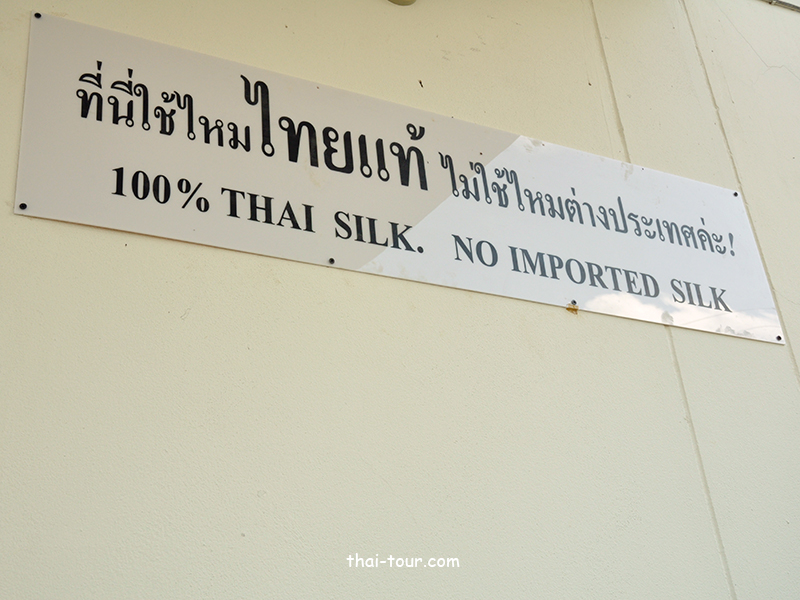 ที่นี่ใช้ไหมไทยแท้ ไม่ใช้ไหมต่างประเทศค่ะ!
100% THAI SILK. NO IMPORTED SILK
thai-tour.com